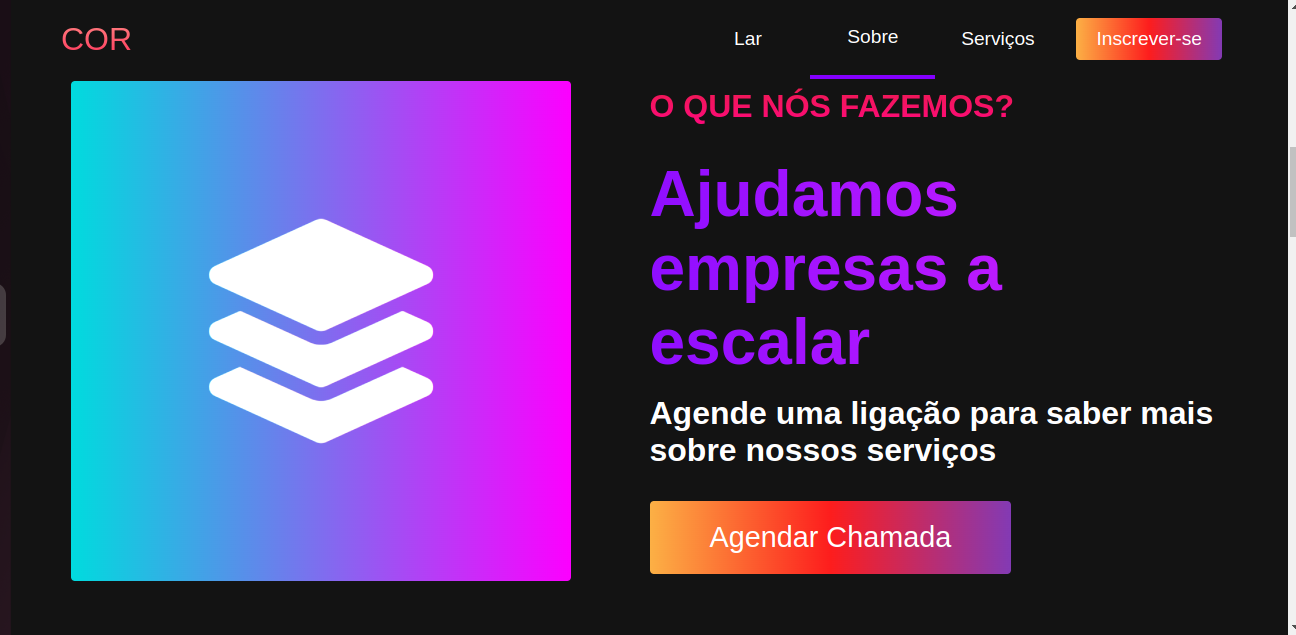 COR
Lar
Sobre
Serviços
Inscrever-se
O QUE NÓS FAZEMOS?
Ajudamos
empresas a
escalar
Agende uma ligação para saber mais
sobre nossos serviços
Agendar Chamada